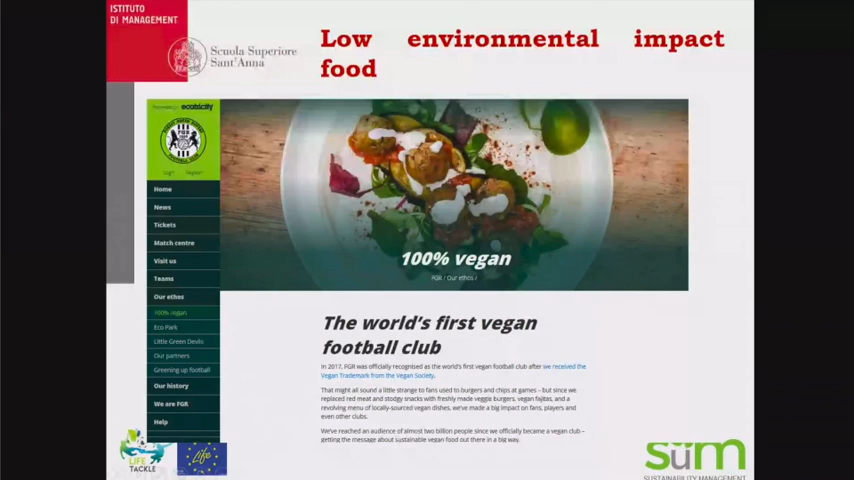 ISTITUTO
DI MANAGEMENT
Scuola Superiore
Sant'Anna
Low environmental impact
food
ecotricity
FGR
Home
News
Tickets
Match centre
Visit us
Teams
Our ethos
100% vegan
Eco Park
Little Green Devils
Our partners
Greening up football
Our history
We are FGR
Help
100% vegan
FGR / Our ethos /
The world's first vegan
football club
In 2017, FGR was officially recognised as the world's first vegan football club after we received the
Vegan Trademark from the Vegan Society.
That might all sound a little strange to fans used to burgers and chips at games – but since we
replaced red meat and stodgy snacks with freshly made veggie burgers, vegan fajitas, and a
revolving menu of locally-sourced vegan dishes, we've made a big impact on fans, players and
even other clubs.
We've reached an audience of almost two billion people since we officially became a vegan club –
getting the message about sustainable vegan food out there in a big way.
LIFE
TACKLE
Life
SüM
SUSTAINABILITY MANAGEMENT